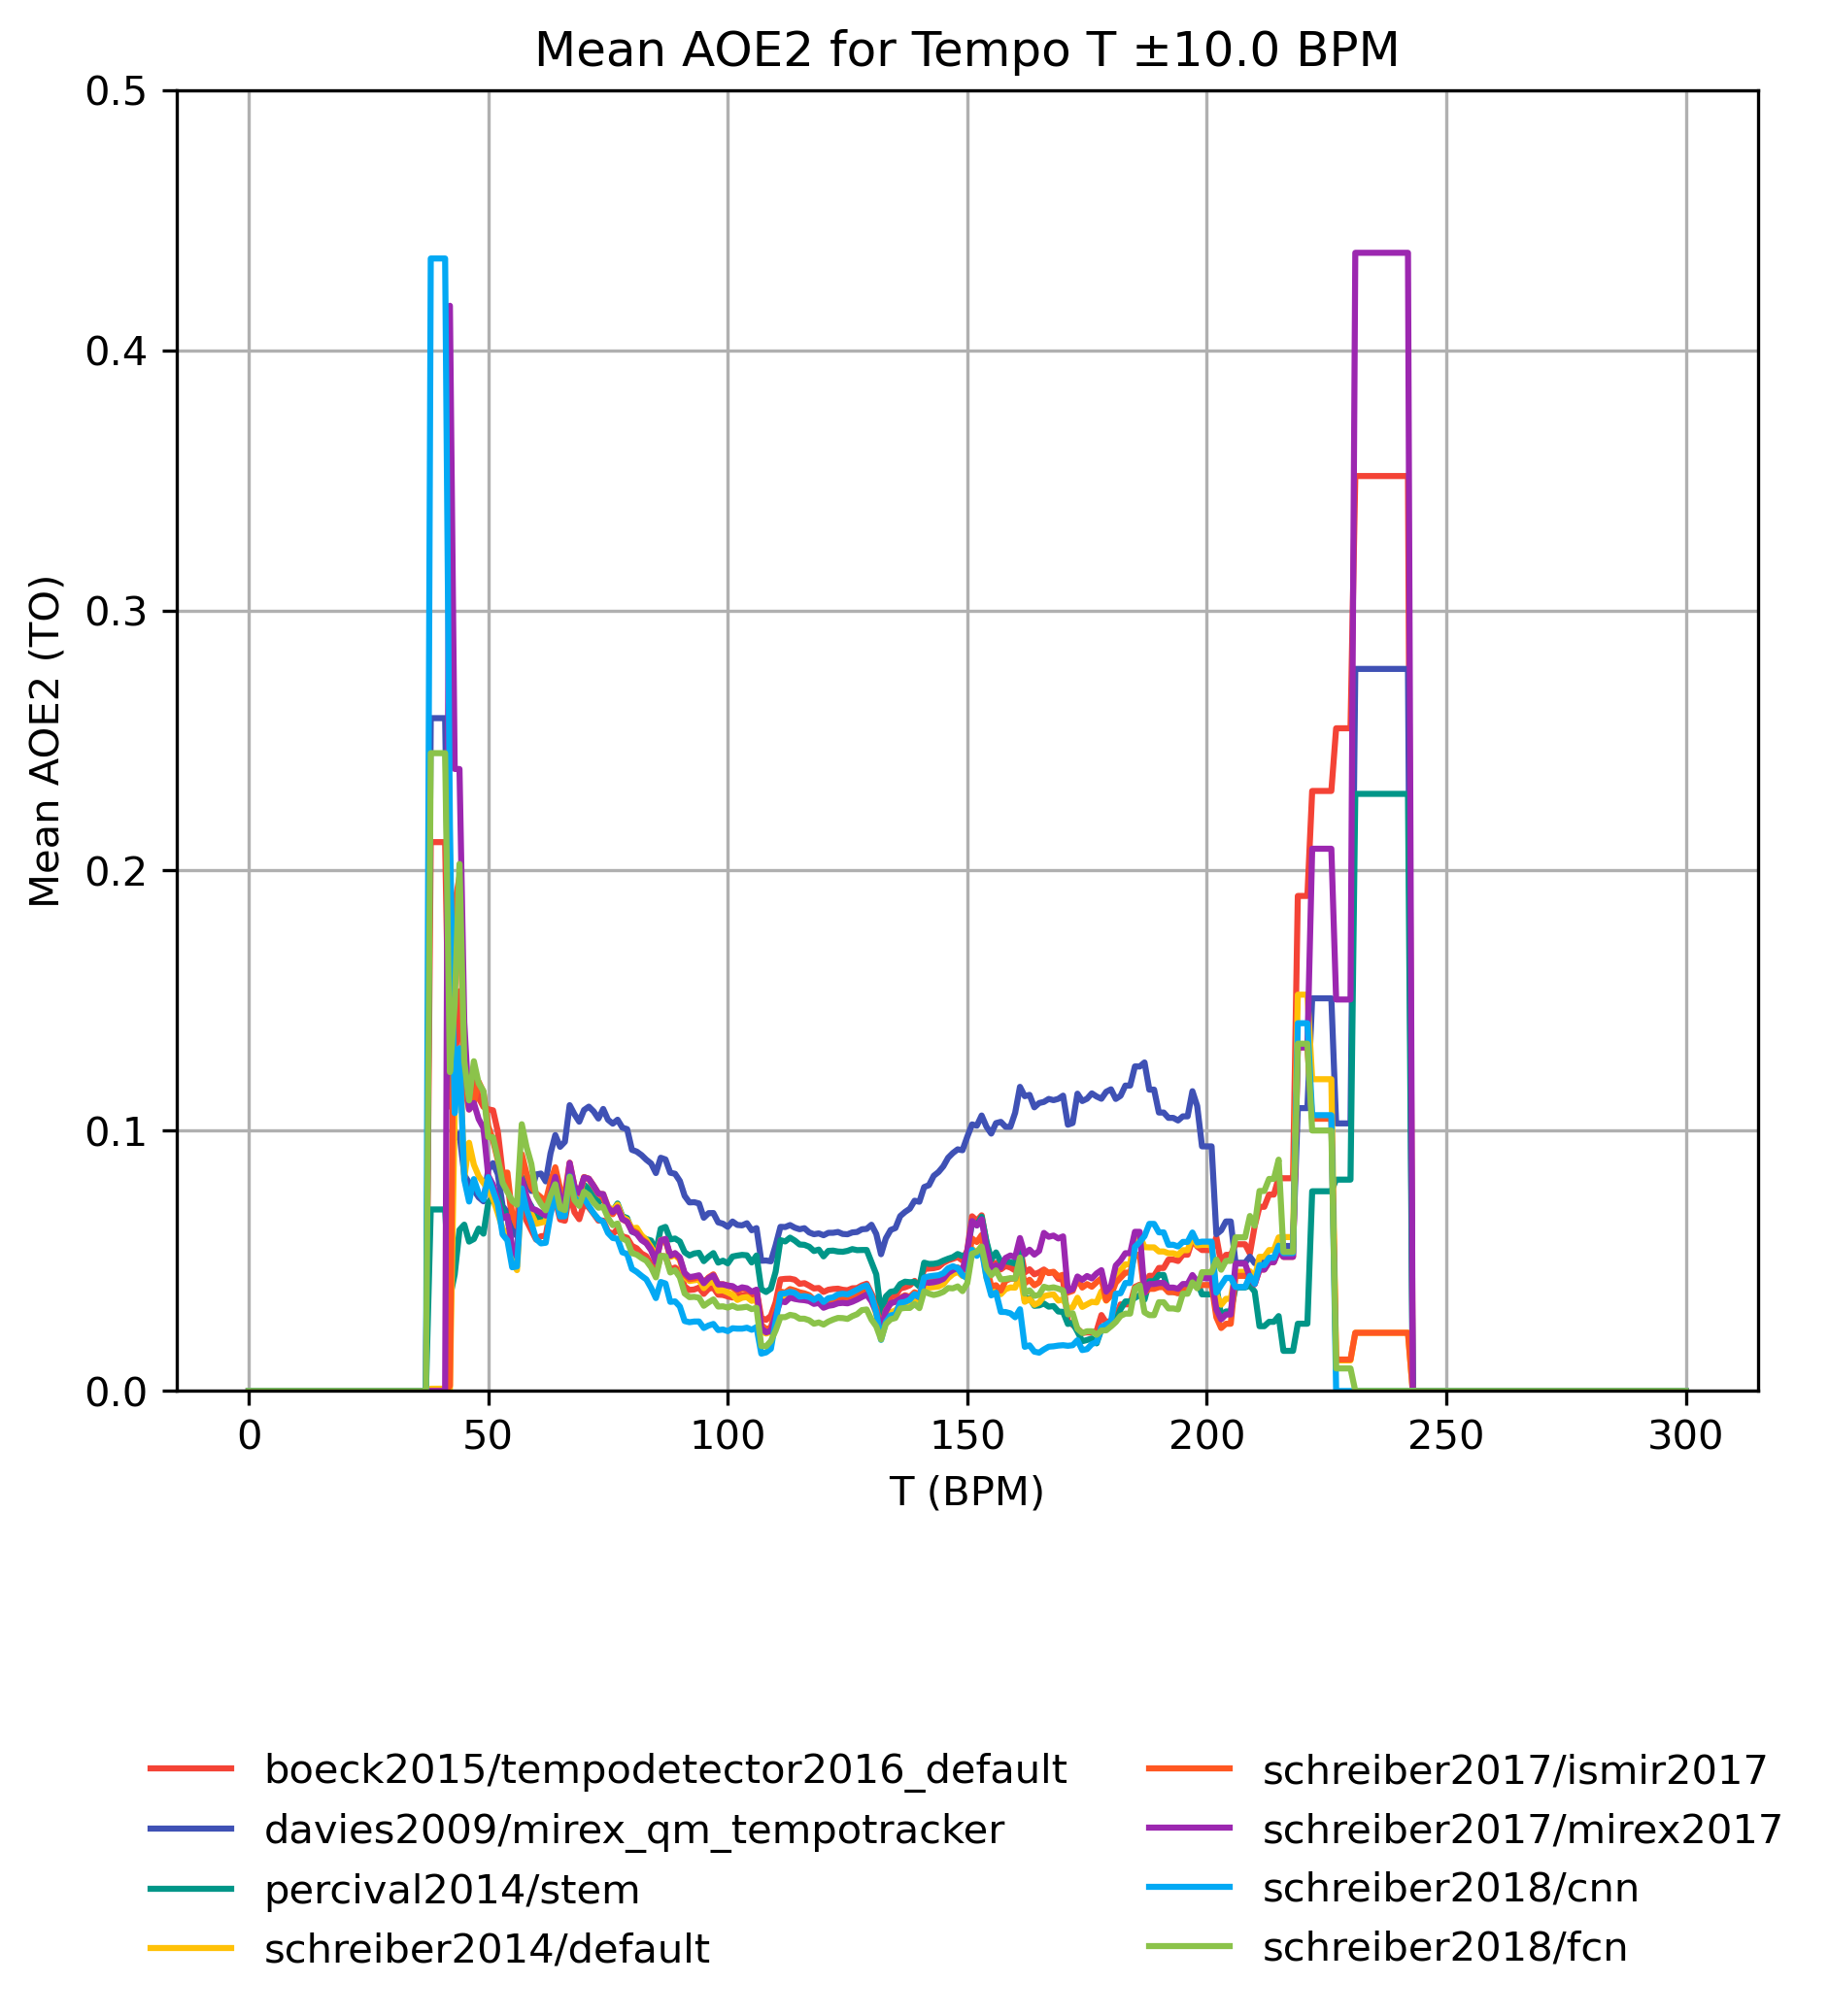 Mean AOE2 for Tempo T ±10.0 BPM
0.5
0.4
0.3
0.2
0.1
0.0
Mean AOE2 (TO)
0 50 100 150 200 250 300
T (BPM)
boeck2015/tempodetector2016_default
davies2009/mirex_qm_tempotracker
percival2014/stem
schreiber2014/default
schreiber2017/ismir2017
schreiber2017/mirex2017
schreiber2018/cnn
schreiber2018/fcn